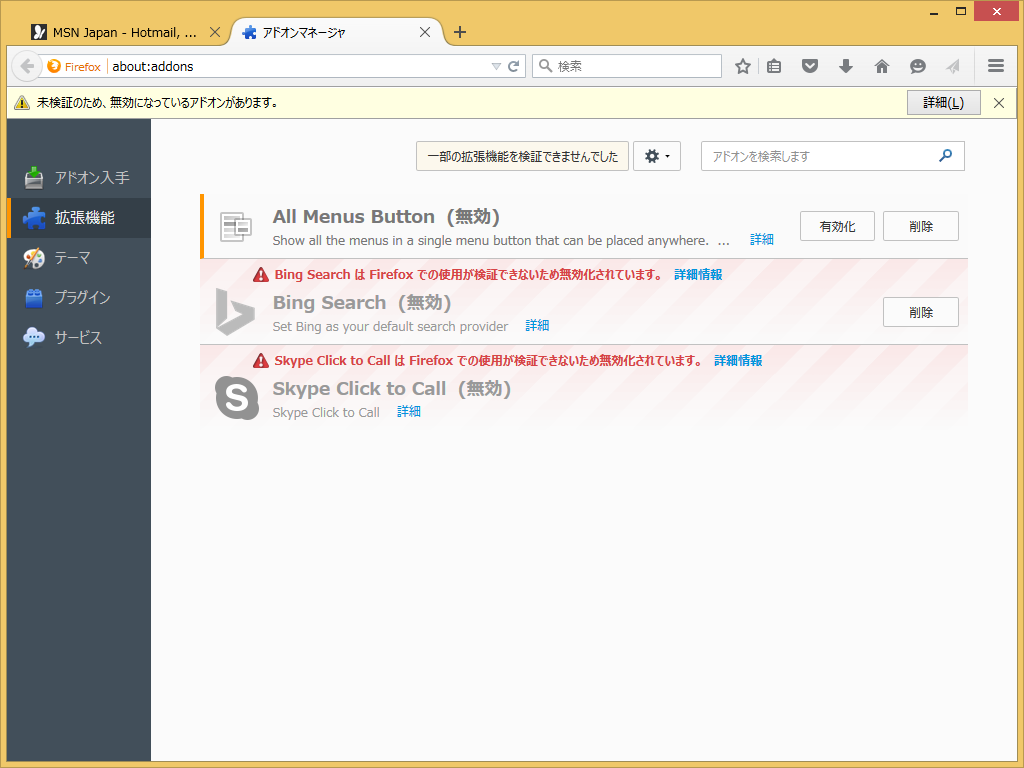 MSN Japan - Hotmail, ...
アドオンマネージャ
Firefox
about:addons
検索
未検証のため、無効になっているアドオンがあります。
詳細(L)
アドオン入手
拡張機能
テーマ
プラグイン
サービス
一部の拡張機能を検証できませんでした
アドオンを検索します
All Menus Button (無効)
Show all the menus in a single menu button that can be placed anywhere. ...
詳細
有効化
削除
Bing Search は Firefox での使用が検証できないため無効化されています。 詳細情報
Bing Search (無効)
Set Bing as your default search provider 詳細
削除
Skype Click to Call は Firefox での使用が検証できないため無効化されています。 詳細情報
Skype Click to Call (無効)
Skype Click to Call 詳細